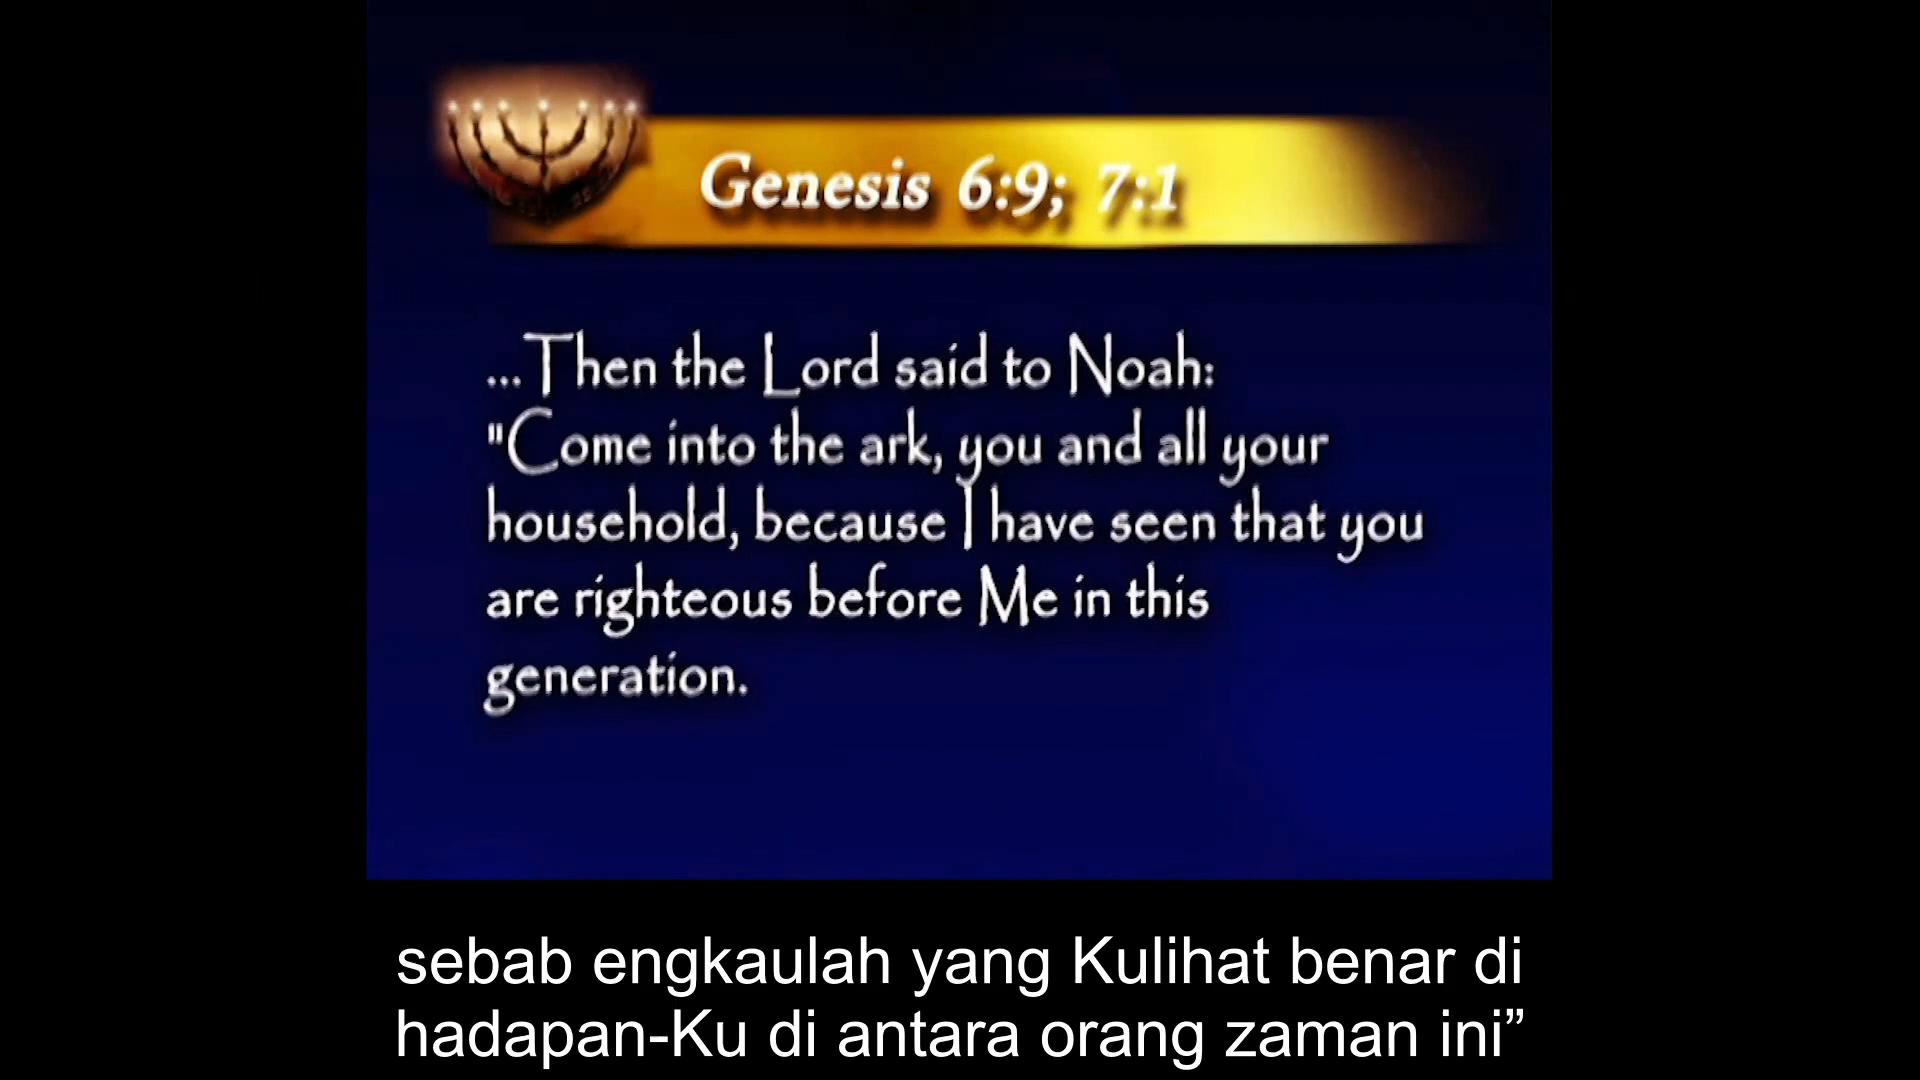 Genesis 6:9; 7:1
...Then the Lord said to Noah:
"Come into the ark, you and all your
household, because I have seen that you
are righteous before Me in this
generation.
sebab engkaulah yang Kulihat benar di
hadapan-Ku di antara orang zaman ini”